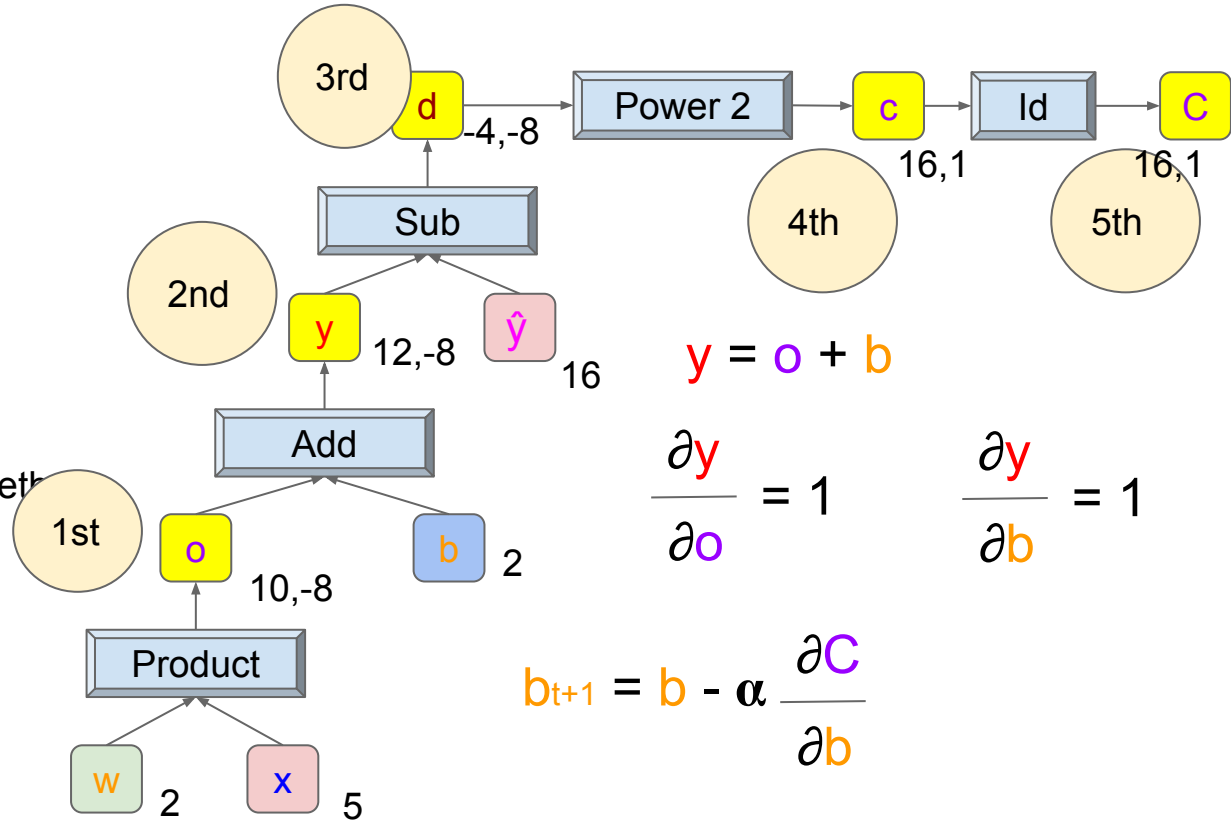 3rd
d
-4,-8
Power 2
c
16,1
Id
C
16,1
Sub
4th
5th
2nd
y
12,-8
ŷ
16
y = o + b
Add
∂y
∂o
= 1
∂y
∂b
= 1
1st
o
10,-8
b
2
Product
bt+1 = b - α
∂C
∂b
w
2
x
5